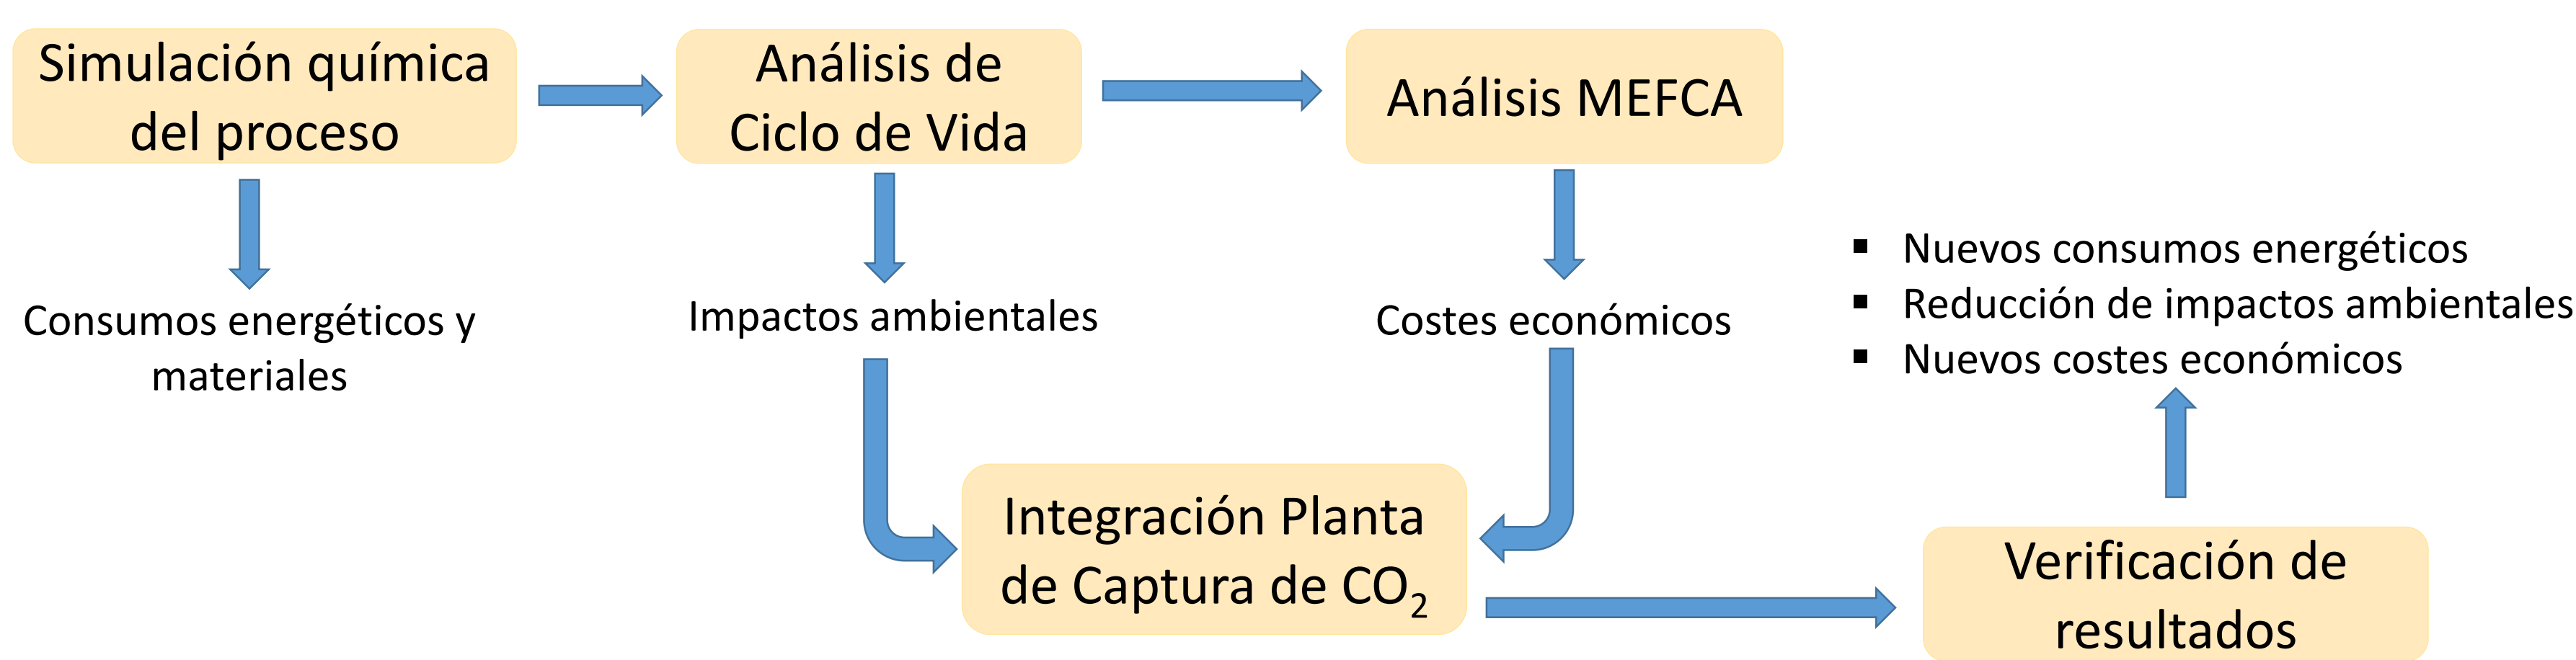 Simulación química
del proceso
Análisis de
Ciclo de Vida
Análisis MEFCA
Consumos energéticos y
materiales
Impactos ambientales
Costes económicos
▪ Nuevos consumos energéticos
▪ Reducción de impactos ambientales
▪ Nuevos costes económicos
Integración Planta
de Captura de CO₂
Verificación de
resultados